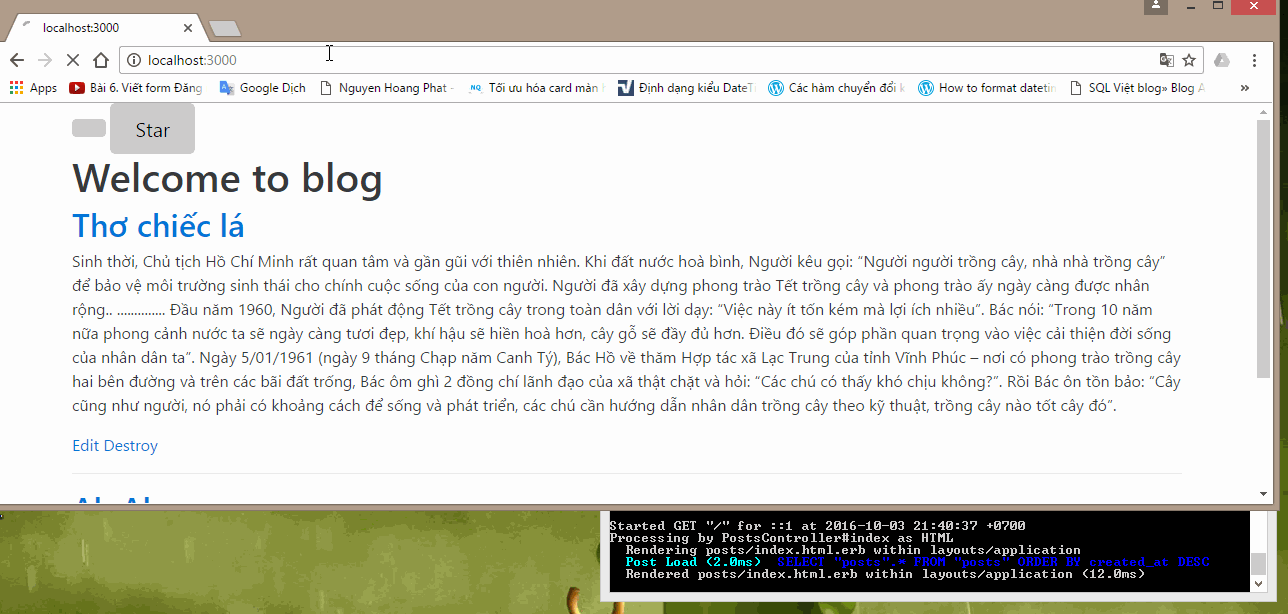 localhost:3000
localhost:3000
Apps Bài 6. Viết form Đăng Google Dịch Nguyen Hoang Phat - NQ Tối ưu hóa card màn Định dạng kiểu DateT Các hàm chuyển đổi k How to format datetin SQL Việt blog» Blog A »
Star
Welcome to blog
Thơ chiếc lá
Sinh thời, Chủ tịch Hồ Chí Minh rất quan tâm và gần gũi với thiên nhiên. Khi đất nước hoà bình, Người kêu gọi: “Người người trồng cây, nhà nhà trồng cây”
để bảo vệ môi trường sinh thái cho chính cuộc sống của con người. Người đã xây dựng phong trào Tết trồng cây và phong trào ấy ngày càng được nhân
rộng.. .............. Đầu năm 1960, Người đã phát động Tết trồng cây trong toàn dân với lời dạy: “Việc này ít tốn kém mà lợi ích nhiều”. Bác nói: “Trong 10 năm
nữa phong cảnh nước ta sẽ ngày càng tươi đẹp, khí hậu sẽ hiền hoà hơn, cây gỗ sẽ đầy đủ hơn. Điều đó sẽ góp phần quan trọng vào việc cải thiện đời sống
của nhân dân ta”. Ngày 5/01/1961 (ngày 9 tháng Chạp năm Canh Tý), Bác Hồ về thăm Hợp tác xã Lạc Trung của tỉnh Vĩnh Phúc – nơi có phong trào trồng cây
hai bên đường và trên các bãi đất trống, Bác ôm ghì 2 đồng chí lãnh đạo của xã thật chặt và hỏi: “Các chú có thấy khó chịu không?”. Rồi Bác ôn tồn bảo: “Cây
cũng như người, nó phải có khoảng cách để sống và phát triển, các chú cần hướng dẫn nhân dân trồng cây theo kỹ thuật, trồng cây nào tốt cây đó”.
Edit Destroy
Started GET "/" for ::1 at 2016-10-03 21:40:37 +0700
Processing by PostsController#index as HTML
Rendering posts/index.html.erb within layouts/application
Post Load (2.0ms) SELECT "posts".* FROM "posts" ORDER BY created_at DESC
Rendered posts/index.html.erb within layouts/application (12.0ms)